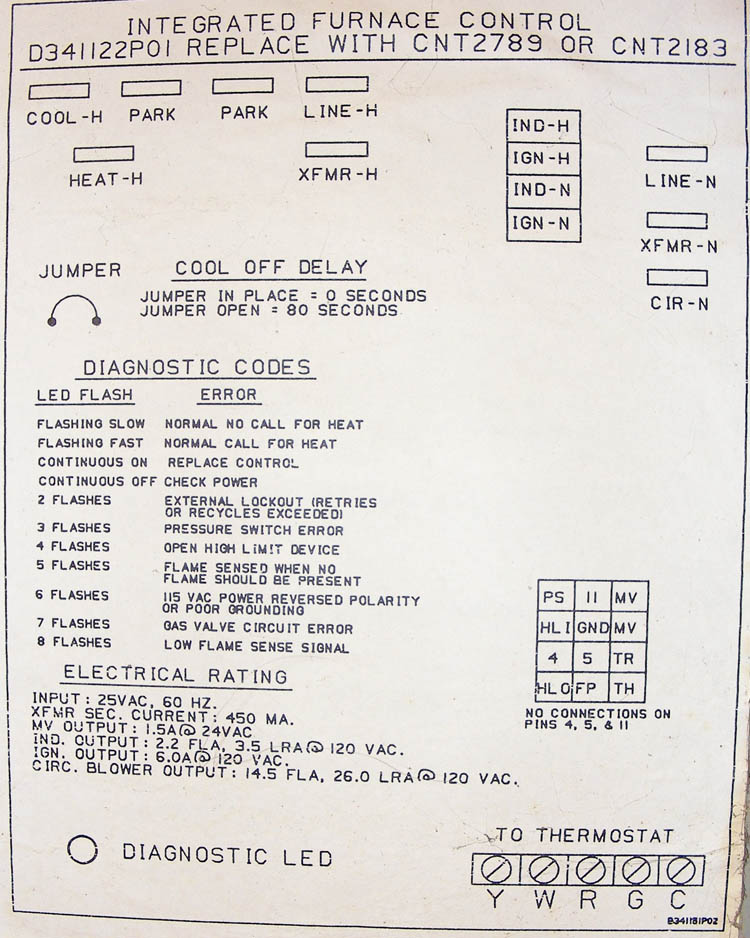 INTEGRATED FURNACE CONTROL
D341122P01 REPLACE WITH CNT2789 OR CNT2183
COOL-H PARK PARK LINE-H
HEAT-H XFMR-H
IND-H
IGN-H
IND-N
IGN-N
LINE-N
XFMR-N
CIR-N
JUMPER
COOL OFF DELAY
JUMPER IN PLACE = 0 SECONDS
JUMPER OPEN = 80 SECONDS
DIAGNOSTIC CODES
LED FLASH ERROR
FLASHING SLOW NORMAL NO CALL FOR HEAT
FLASHING FAST NORMAL CALL FOR HEAT
CONTINUOUS ON REPLACE CONTROL
CONTINUOUS OFF CHECK POWER
2 FLASHES EXTERNAL LOCKOUT (RETRIES
OR RECYCLES EXCEEDED)
3 FLASHES PRESSURE SWITCH ERROR
4 FLASHES OPEN HIGH LIMIT DEVICE
5 FLASHES FLAME SENSED WHEN NO
FLAME SHOULD BE PRESENT
6 FLASHES 115 VAC POWER REVERSED POLARITY
OR POOR GROUNDING
7 FLASHES GAS VALVE CIRCUIT ERROR
8 FLASHES LOW FLAME SENSE SIGNAL
PS 11 MV
HLI GND MV
4 5 TR
HLO FP TH
NO CONNECTIONS ON
PINS 4, 5, & 11
ELECTRICAL RATING
INPUT: 25VAC, 60 HZ.
XFMR SEC. CURRENT: 450 MA.
MV OUTPUT: 1.5A@ 24VAC
IND. OUTPUT: 2.2 FLA, 3.5 LRA@ 120 VAC.
IGN. OUTPUT: 6.0A@ 120 VAC.
CIRC. BLOWER OUTPUT: 14.5 FLA, 26.0 LRA@ 120 VAC.
DIAGNOSTIC LED
TO THERMOSTAT
Y W R G C
B341151P02